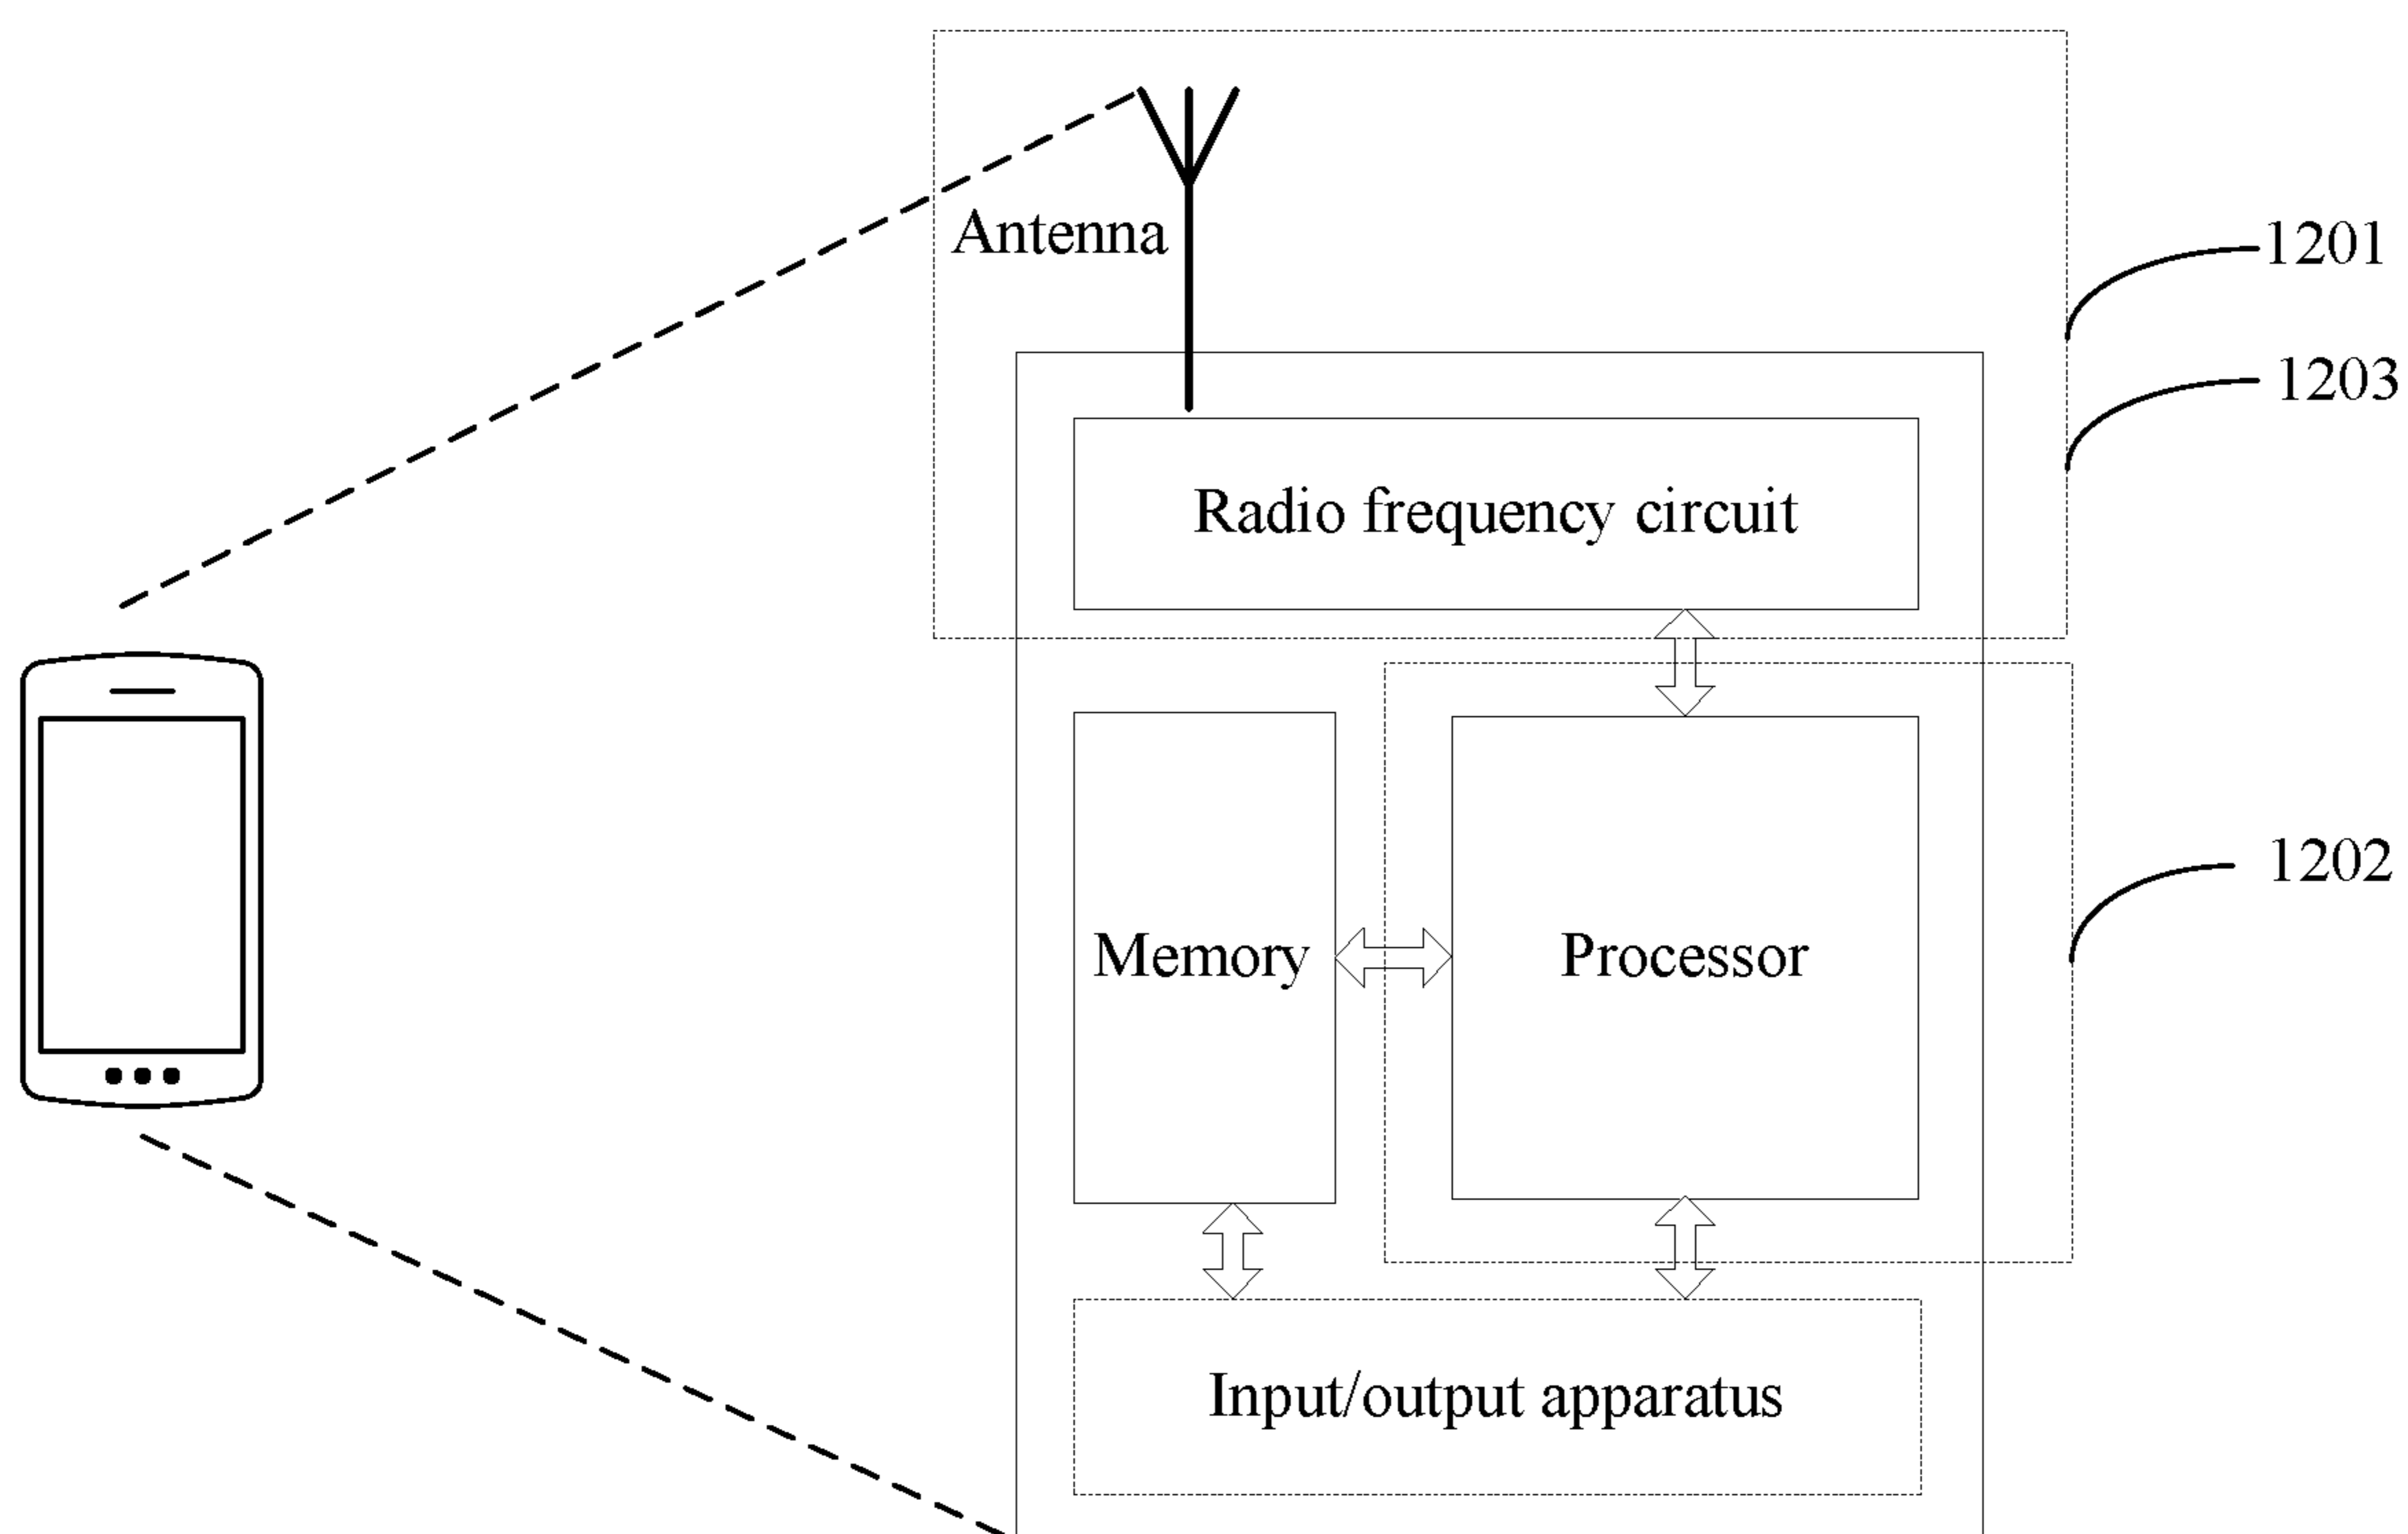 Antenna
1201
1203
Radio frequency circuit
1202
Memory
Processor
Input/output apparatus